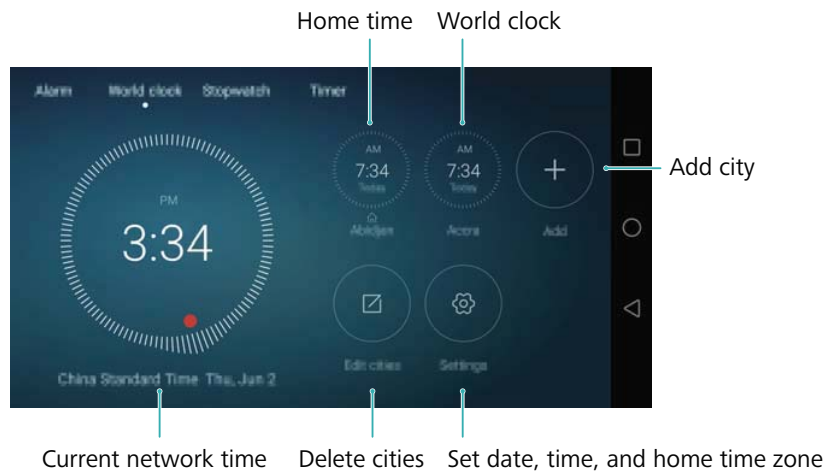 Home time World clock
Alarm World clock Stopwatch Timer
AM
7:34
Today
Abidjan
AM
7:34
Today
Accra
Add
Add city
PM
3:34
Edit cities Settings
China Standard Time Thu, Jun 2
Current network time Delete cities Set date, time, and home time zone